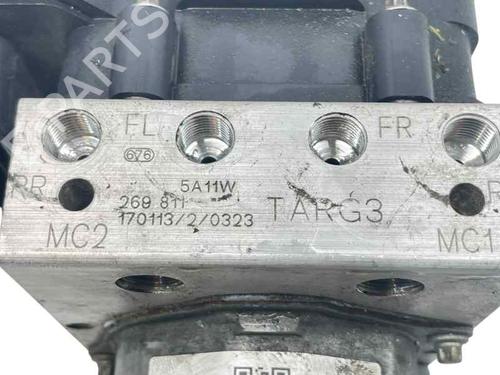 FL
FR
676
RR
5A11W
269 811
170113/2/0323
TARG3
MC2
MC1